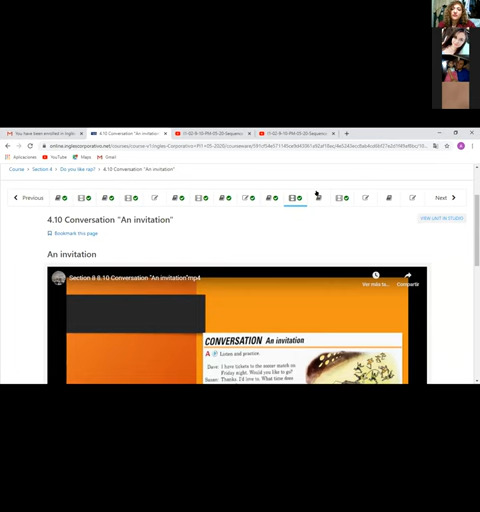 You have been enrolled in Ingle
4.10 Conversation "An invitati
(1-02-8-10-PM-05-20-Sequenc
(1-02-8-10-PM-05-20-Sequenc
Aplicaciones YouTube Maps Gmail
Course > Section 4 > Do you like rap? > 4.10 Conversation "An invitation"
Previous
Next
4.10 Conversation "An invitation"
VIEW UNIT IN STUDIO
Bookmark this page
An invitation
Section 8 8.10 Conversation "An invitation"mp4
Ver más ta...
Compartir
CONVERSATION An invitation
A Listen and practice.
Dave: I have tickets to the soccer match on
Friday night. Would you like to go?
Susan: Thanks. I'd love to. What time does